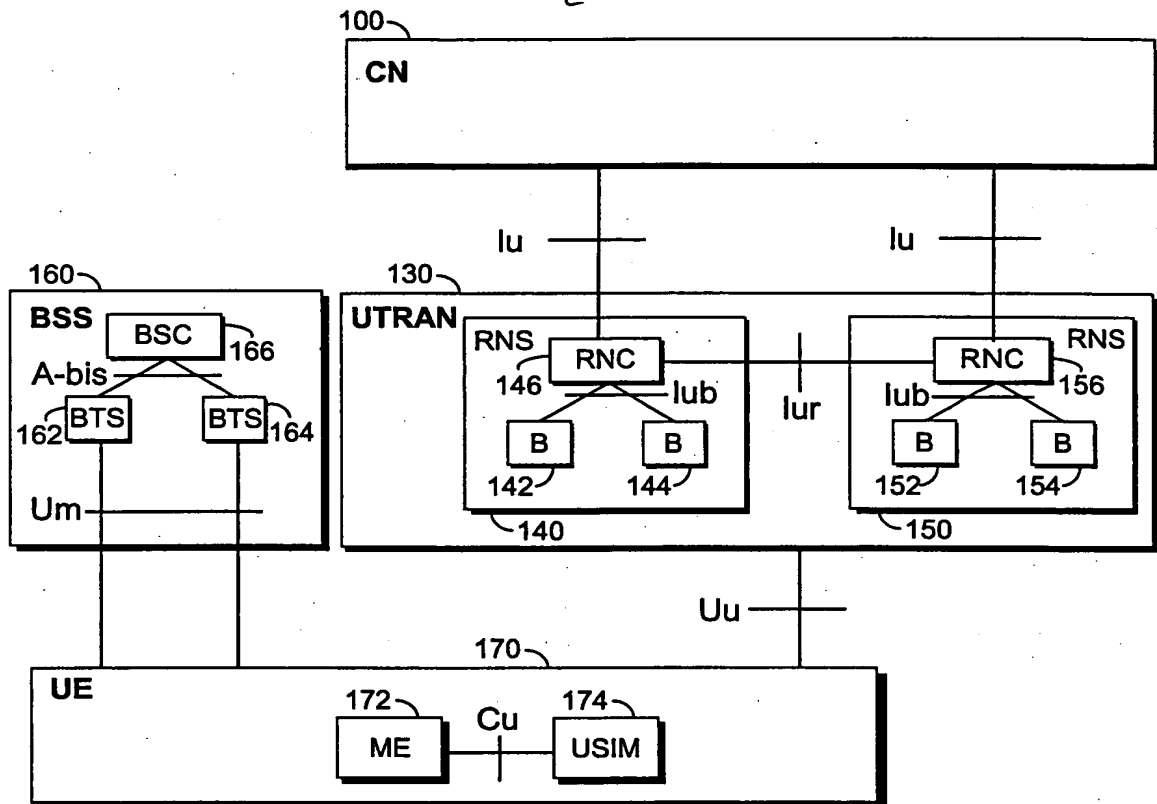 100
CN
Iu
Iu
160
130
BSS
BSC
166
A-bis
162
BTS
BTS
164
Um
UTRAN
RNS
RNC
146
Iub
B
B
142
144
140
Iur
RNS
RNC
156
Iub
B
B
152
154
150
Uu
170
UE
172
ME
Cu
174
USIM